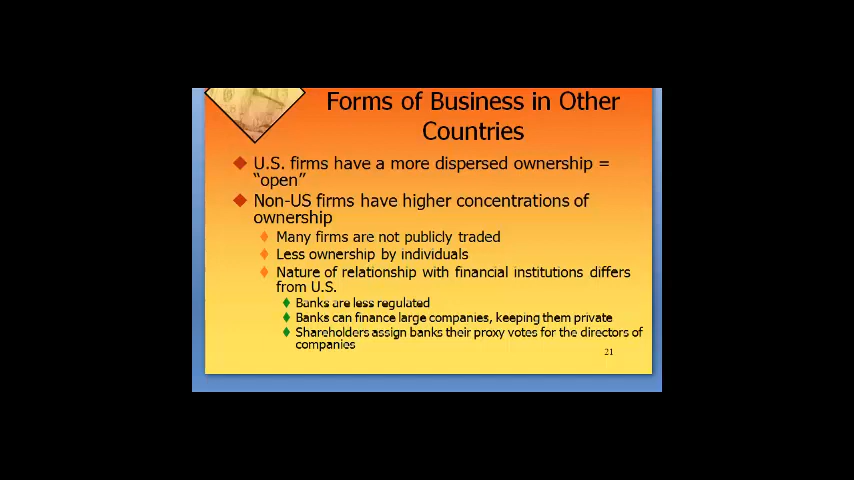 Forms of Business in Other
Countries
U.S. firms have a more dispersed ownership =
“open”
Non-US firms have higher concentrations of
ownership
Many firms are not publicly traded
Less ownership by individuals
Nature of relationship with financial institutions differs
from U.S.
Banks are less regulated
Banks can finance large companies, keeping them private
Shareholders assign banks their proxy votes for the directors of
companies
21